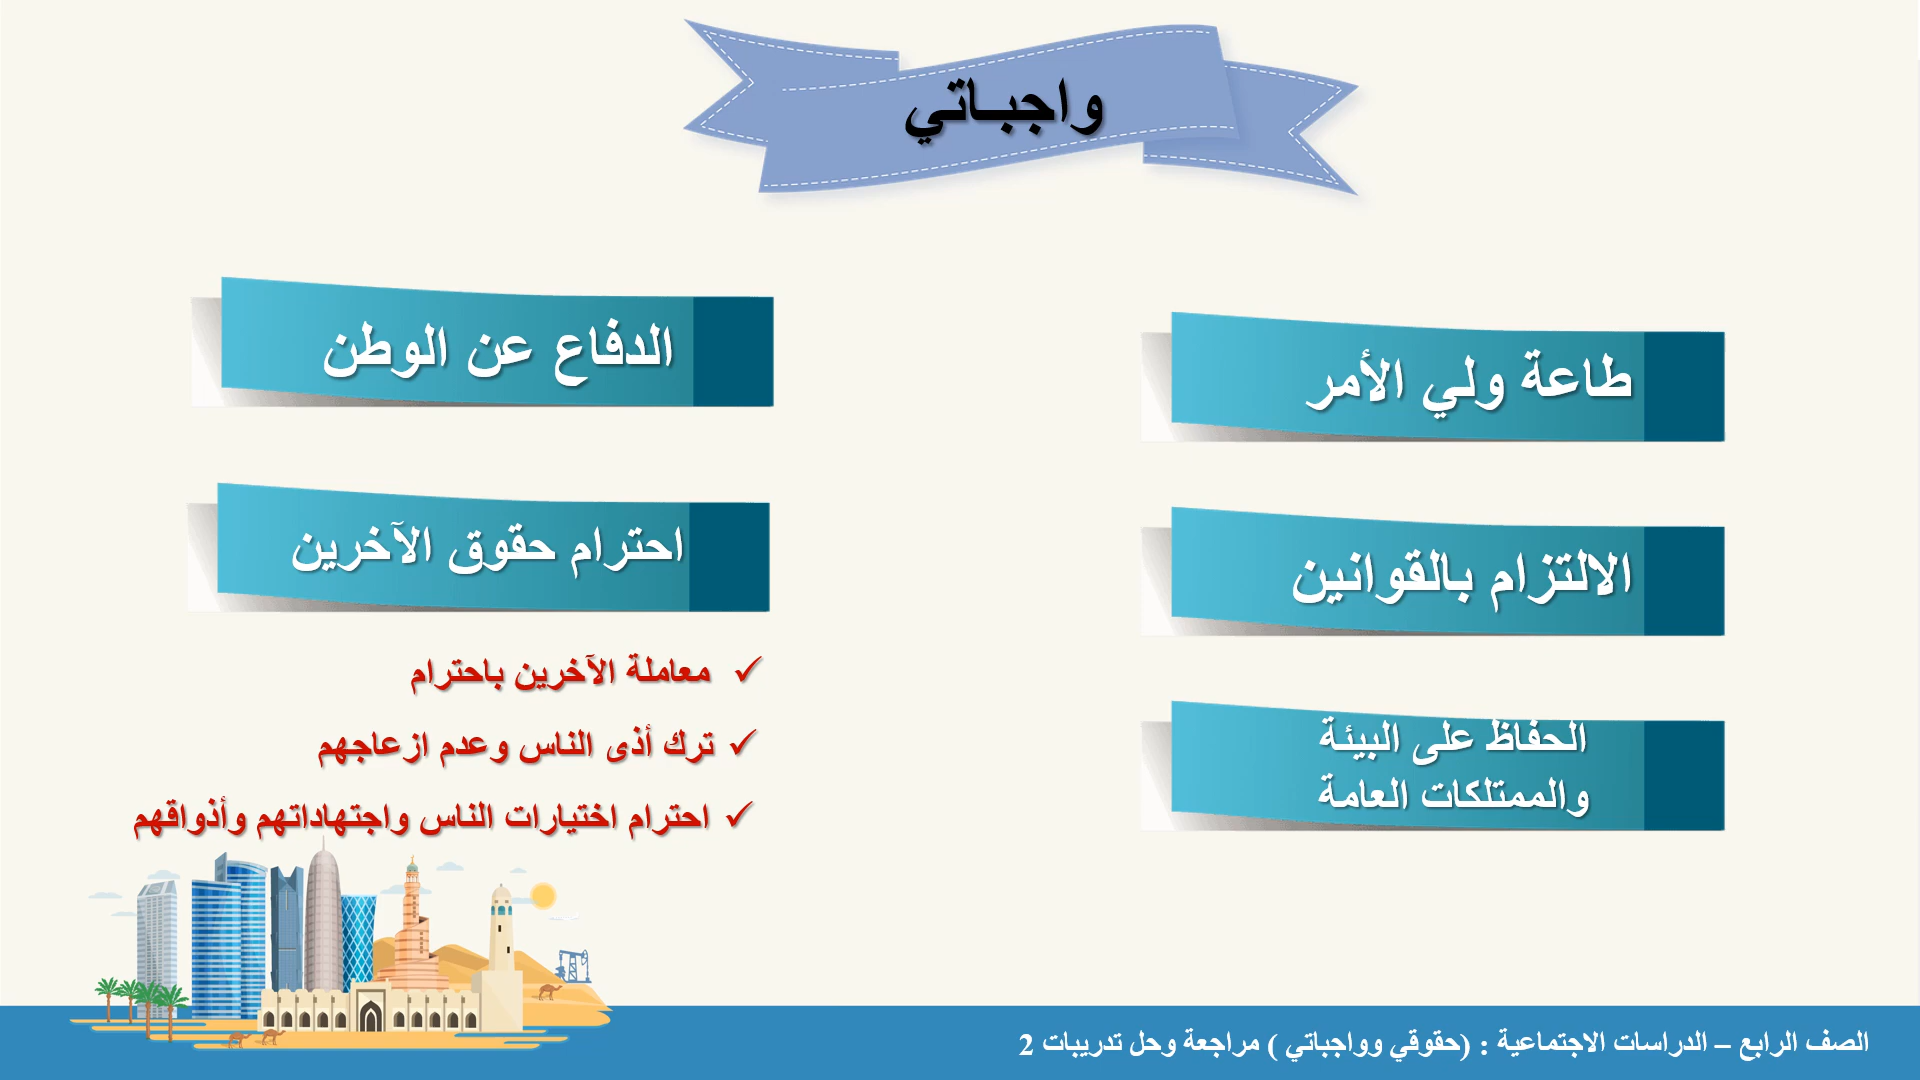 واجبـاتي
طاعة ولي الأمر
الالتزام بالقوانين
الحفاظ على البيئة
والممتلكات العامة
الدفاع عن الوطن
احترام حقوق الآخرين
✓ معاملة الآخرين باحترام
✓ ترك أذى الناس وعدم ازعاجهم
✓ احترام اختيارات الناس واجتهاداتهم وأذواقهم
الصف الرابع – الدراسات الاجتماعية : (حقوقي وواجباتي ) مراجعة وحل تدريبات 2